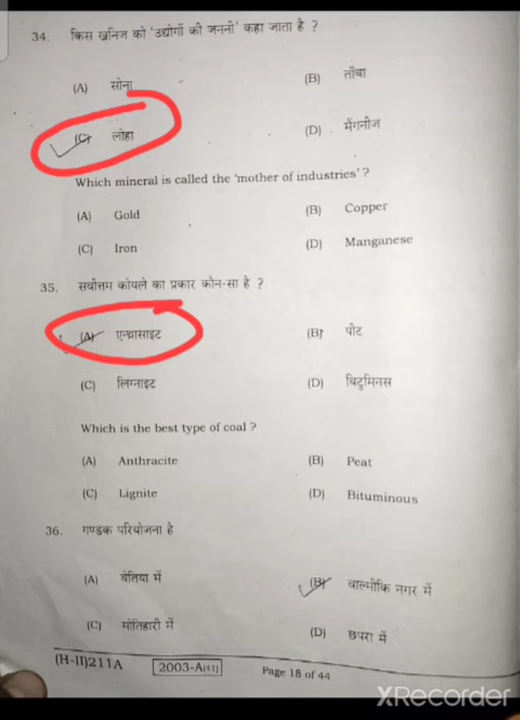 34. किस खनिज को 'उद्योगों की जननी' कहा जाता है ?
(A) सोना (B) ताँबा
(C) लोहा (D) मैंगनीज
Which mineral is called the 'mother of industries' ?
(A) Gold (B) Copper
(C) Iron (D) Manganese
35. सर्वोत्तम कोयले का प्रकार कौन-सा है ?
(A) एन्थ्रासाइट (B) पीट
(C) लिग्नाइट (D) बिटुमिनस
Which is the best type of coal ?
(A) Anthracite (B) Peat
(C) Lignite (D) Bituminous
36. गण्डक परियोजना है
(A) बेतिया में (B) वाल्मीकि नगर में
(C) मोतिहारी में (D) छपरा में
(H-II)211A 2003-A(41) Page 18 of 44
XRecorder